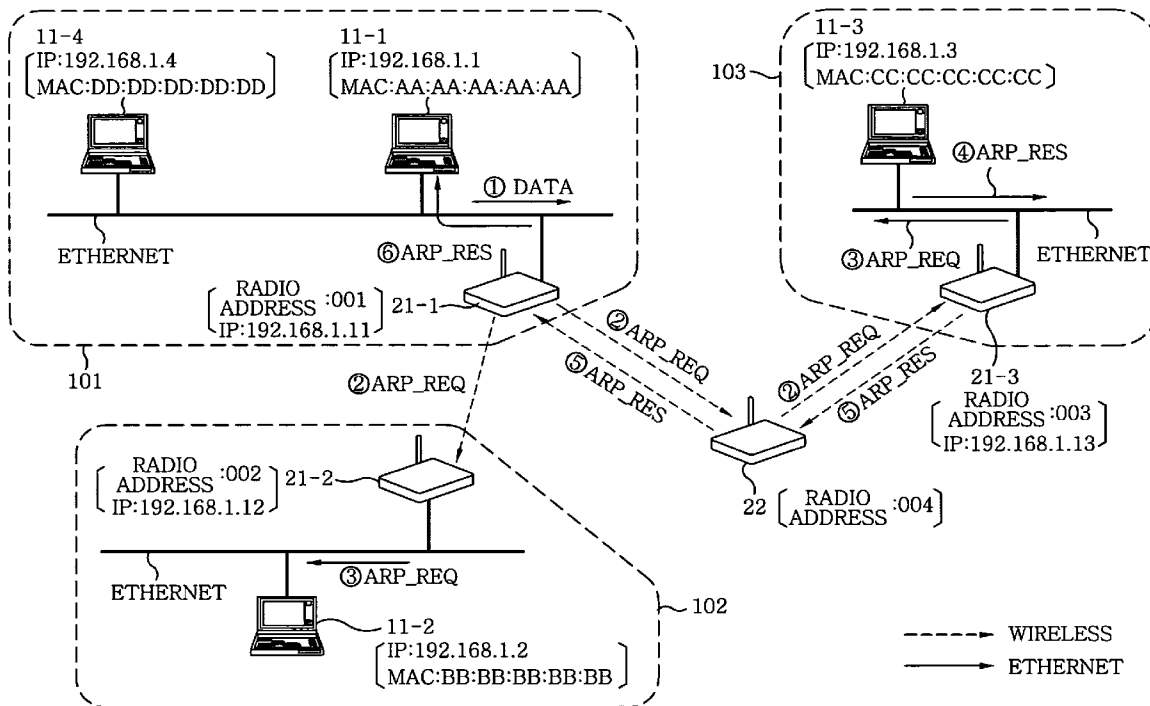 11-4
IP:192.168.1.4
MAC:DD:DD:DD:DD:DD
11-1
IP:192.168.1.1
MAC:AA:AA:AA:AA:AA
① DATA
ETHERNET
⑥ARP_RES
RADIO
ADDRESS :001
IP:192.168.1.11
21-1
101
11-3
IP:192.168.1.3
MAC:CC:CC:CC:CC:CC
103
④ARP_RES
③ARP_REQ
ETHERNET
21-3
RADIO
ADDRESS :003
IP:192.168.1.13
②ARP_REQ
②ARP_REQ
⑤ARP_RES
②ARP_REQ
⑤ARP_RES
22
RADIO
ADDRESS :004
RADIO
ADDRESS :002
IP:192.168.1.12
21-2
ETHERNET
③ARP_REQ
102
11-2
IP:192.168.1.2
MAC:BB:BB:BB:BB:BB
WIRELESS
ETHERNET